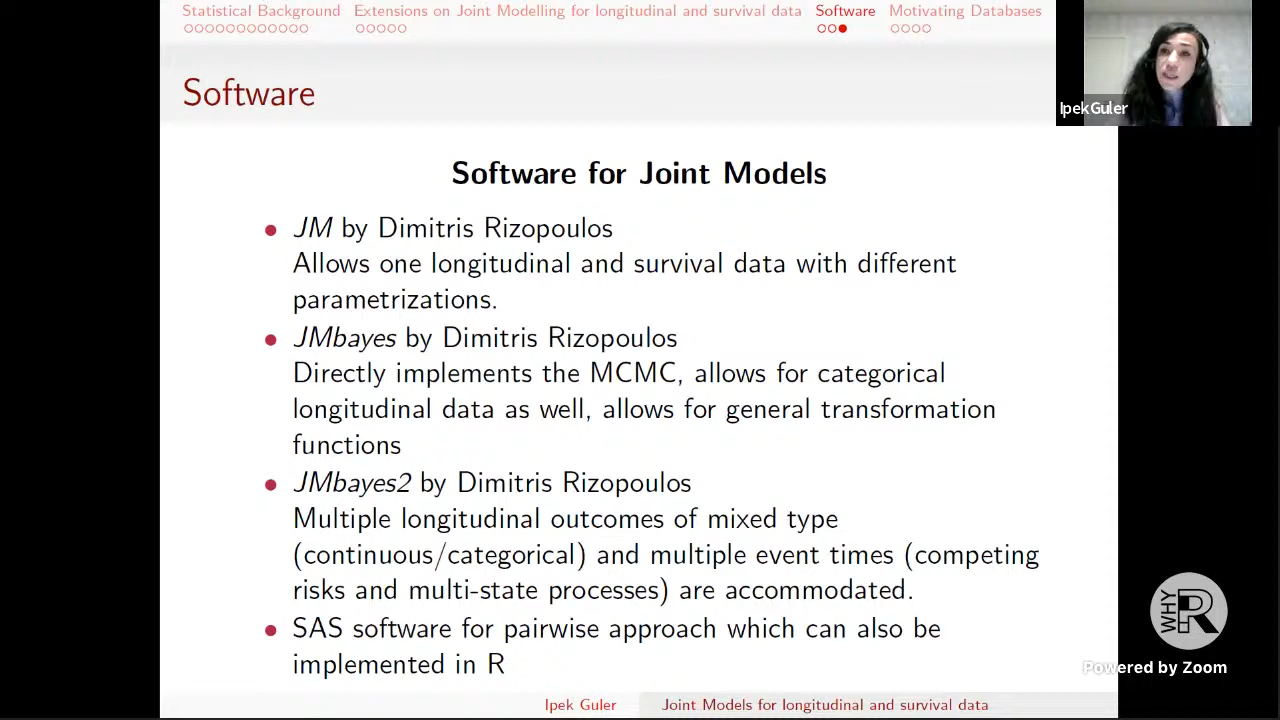 Statistical Background Extensions on Joint Modelling for longitudinal and survival data Software Motivating Databases
Software
Ipek Guler
Software for Joint Models
JM by Dimitris Rizopoulos
Allows one longitudinal and survival data with different
parametrizations.
JMbayes by Dimitris Rizopoulos
Directly implements the MCMC, allows for categorical
longitudinal data as well, allows for general transformation
functions
JMbayes2 by Dimitris Rizopoulos
Multiple longitudinal outcomes of mixed type
(continuous/categorical) and multiple event times (competing
risks and multi-state processes) are accommodated.
SAS software for pairwise approach which can also be
implemented in R
WHY R
Powered by Zoom
Ipek Guler Joint Models for longitudinal and survival data